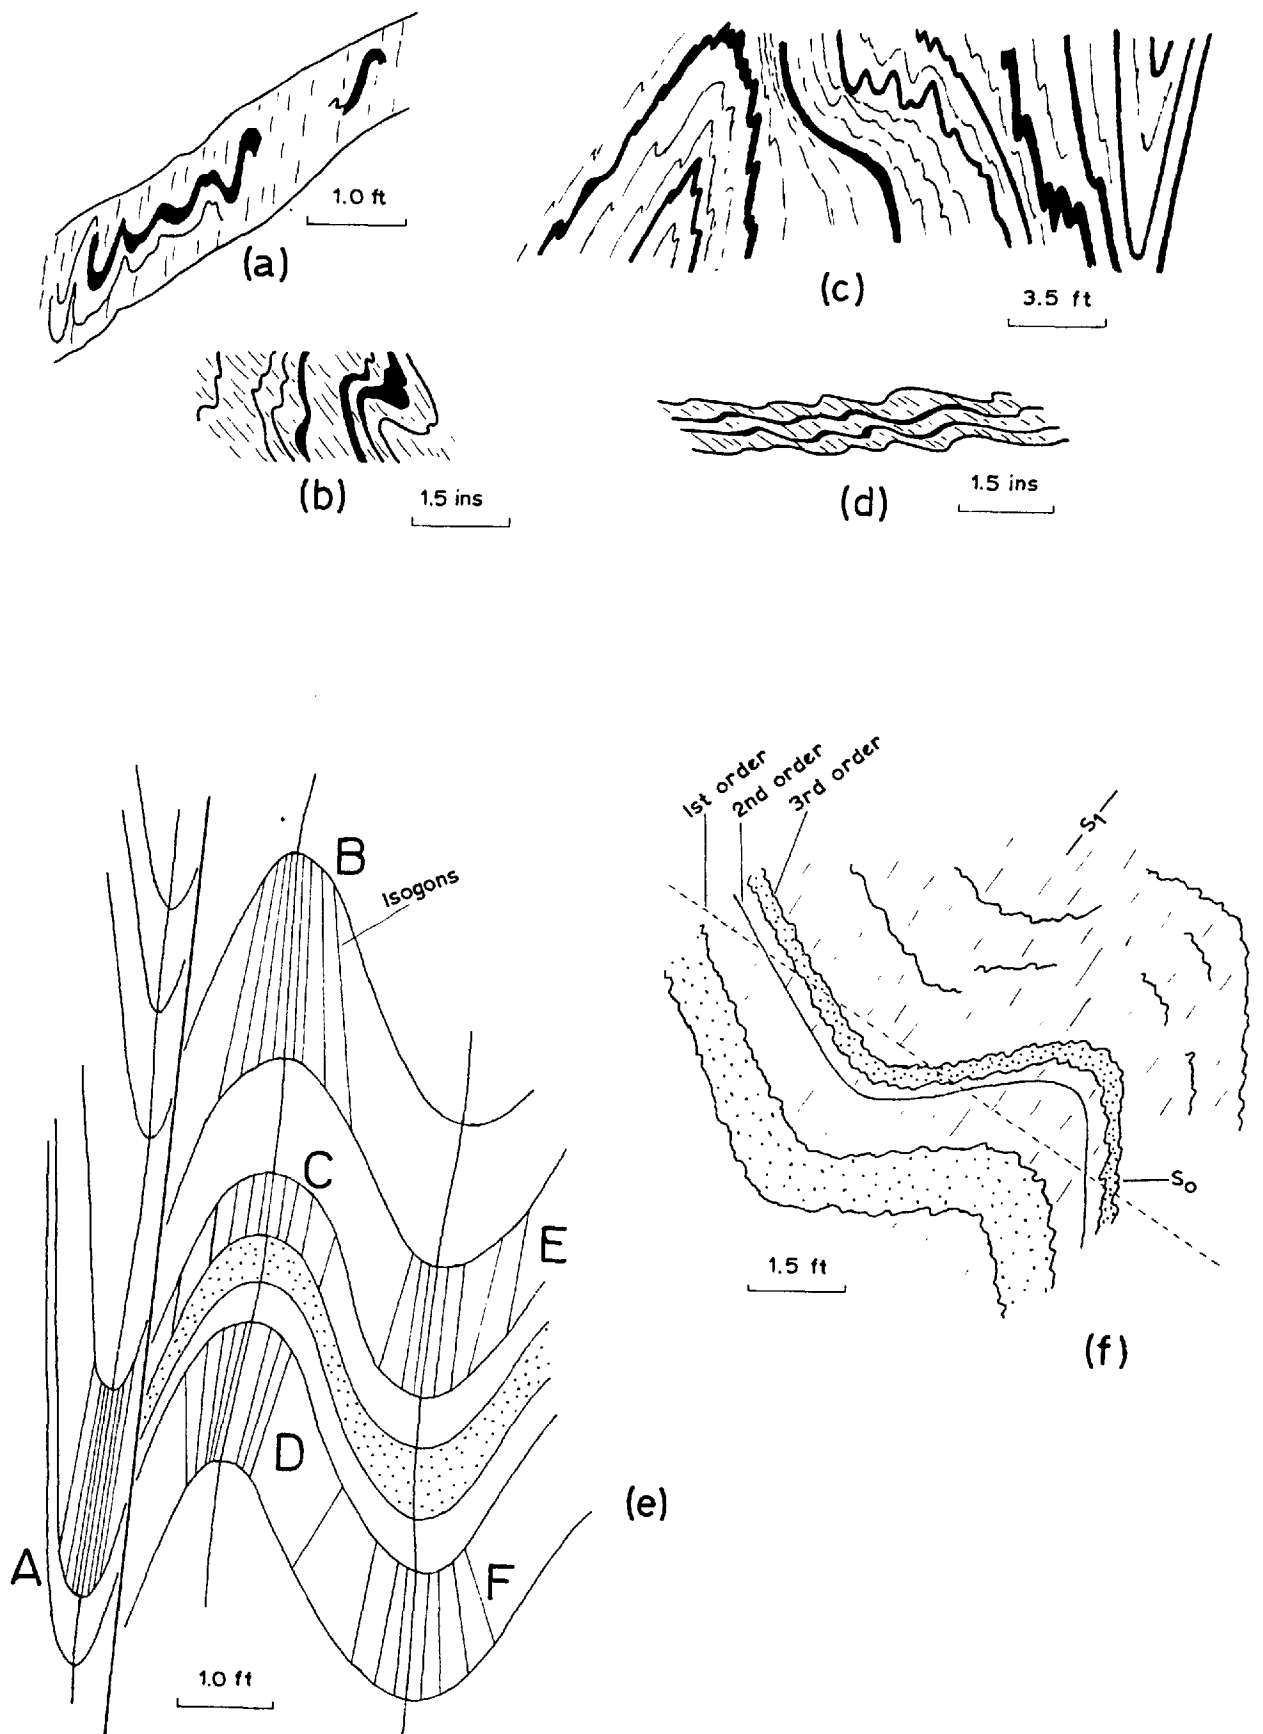 1.0 ft
(a)
(c)
3.5 ft
(b)
1.5 ins
(d)
1.5 ins
1st order
2nd order
3rd order
S1
B
Isogons
C
E
So
1.5 ft
(f)
D
(e)
A
F
1.0 ft